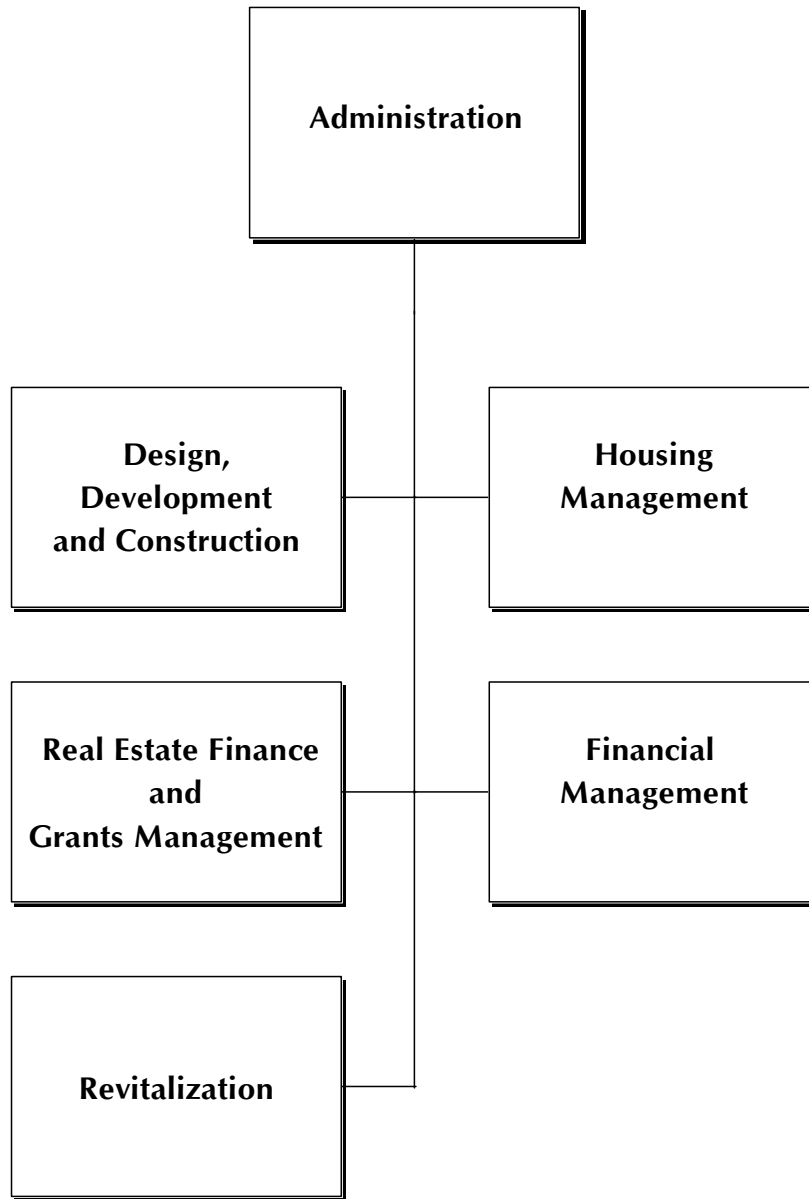 Administration
Design,
Development
and Construction
Housing
Management
Real Estate Finance
and
Grants Management
Financial
Management
Revitalization